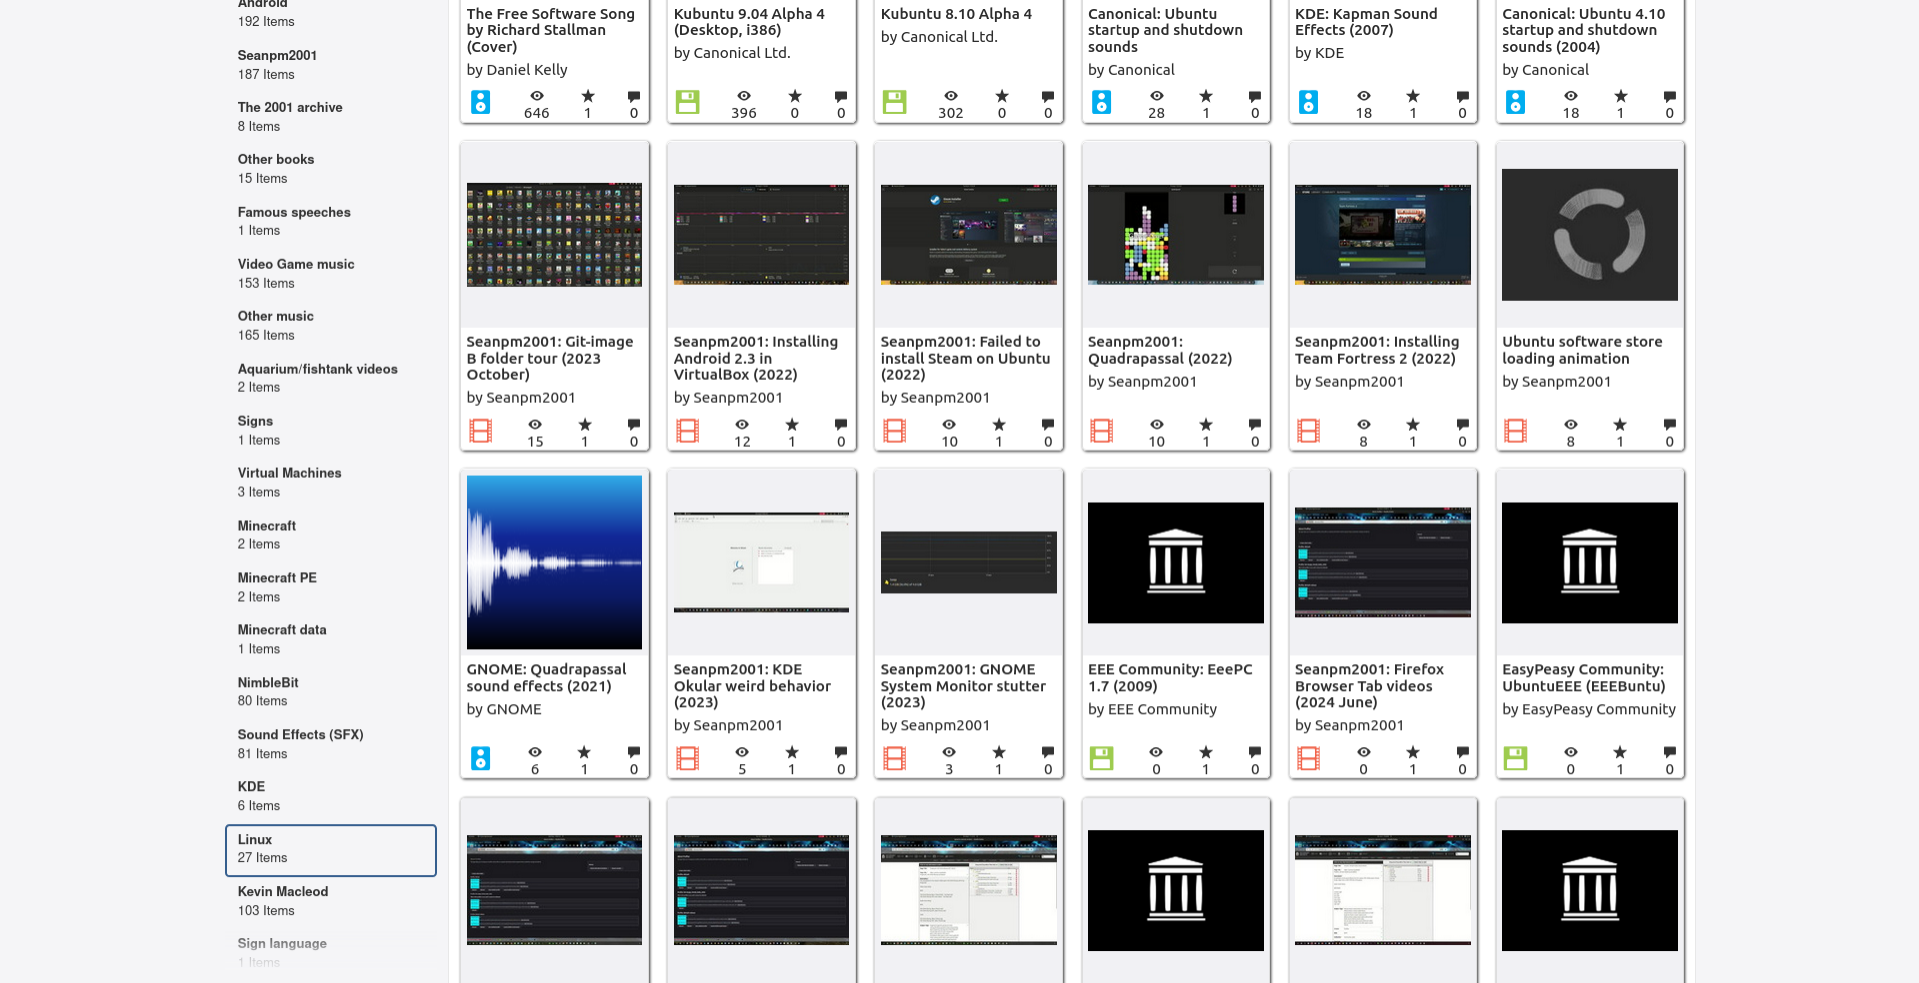 Android
192 Items
Seanpm2001
187 Items
The 2001 archive
8 Items
Other books
15 Items
Famous speeches
1 Items
Video Game music
153 Items
Other music
165 Items
Aquarium/fishtank videos
2 Items
Signs
1 Items
Virtual Machines
3 Items
Minecraft
2 Items
Minecraft PE
2 Items
Minecraft data
1 Items
NimbleBit
80 Items
Sound Effects (SFX)
81 Items
KDE
6 Items
Linux
27 Items
Kevin Macleod
103 Items
Sign language
1 Items
The Free Software Song
by Richard Stallman
(Cover)
by Daniel Kelly
646 1 0
Kubuntu 9.04 Alpha 4
(Desktop, i386)
by Canonical Ltd.
396 0 0
Kubuntu 8.10 Alpha 4
by Canonical Ltd.
302 0 0
Canonical: Ubuntu
startup and shutdown
sounds
by Canonical
28 1 0
KDE: Kapman Sound
Effects (2007)
by KDE
18 1 0
Canonical: Ubuntu 4.10
startup and shutdown
sounds (2004)
by Canonical
18 1 0
Seanpm2001: Git-image
B folder tour (2023
October)
by Seanpm2001
15 1 0
Seanpm2001: Installing
Android 2.3 in
VirtualBox (2022)
by Seanpm2001
12 1 0
Seanpm2001: Failed to
install Steam on Ubuntu
(2022)
by Seanpm2001
10 1 0
Seanpm2001:
Quadrapassal (2022)
by Seanpm2001
10 1 0
Seanpm2001: Installing
Team Fortress 2 (2022)
by Seanpm2001
8 1 0
Ubuntu software store
loading animation
by Seanpm2001
8 1 0
GNOME: Quadrapassal
sound effects (2021)
by GNOME
6 1 0
Seanpm2001: KDE
Okular weird behavior
(2023)
by Seanpm2001
5 1 0
Seanpm2001: GNOME
System Monitor stutter
(2023)
by Seanpm2001
3 1 0
EEE Community: EeePC
1.7 (2009)
by EEE Community
0 1 0
Seanpm2001: Firefox
Browser Tab videos
(2024 June)
by Seanpm2001
0 1 0
EasyPeasy Community:
UbuntuEEE (EEEBuntu)
by EasyPeasy Community
0 1 0